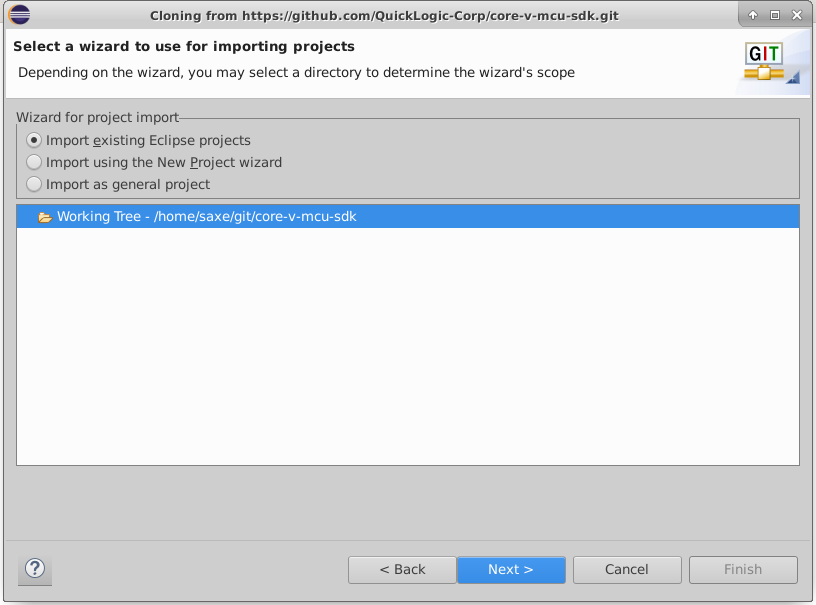 Cloning from https://github.com/QuickLogic-Corp/core-v-mcu-sdk.git
Select a wizard to use for importing projects
Depending on the wizard, you may select a directory to determine the wizard's scope
GIT
Wizard for project import
Import existing Eclipse projects
Import using the New Project wizard
Import as general project
Working Tree - /home/saxe/git/core-v-mcu-sdk
?
< Back
Next >
Cancel
Finish